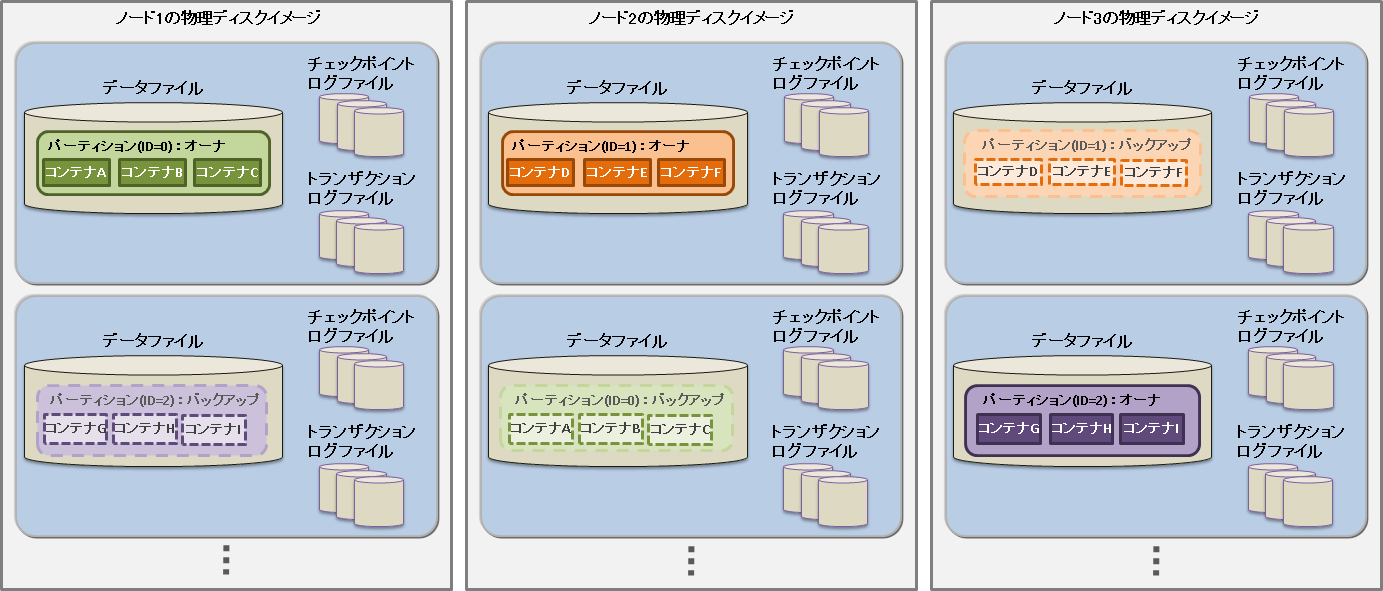 ノード1の物理ディスクイメージ
データファイル
チェックポイント
ログファイル
パーティション(ID=0)：オーナ
コンテナA コンテナB コンテナC
トランザクション
ログファイル
データファイル
チェックポイント
ログファイル
パーティション(ID=2)：バックアップ
コンテナG コンテナH コンテナI
トランザクション
ログファイル
ノード2の物理ディスクイメージ
データファイル
チェックポイント
ログファイル
パーティション(ID=1)：オーナ
コンテナD コンテナE コンテナF
トランザクション
ログファイル
データファイル
チェックポイント
ログファイル
パーティション(ID=0)：バックアップ
コンテナA コンテナB コンテナC
トランザクション
ログファイル
ノード3の物理ディスクイメージ
データファイル
チェックポイント
ログファイル
パーティション(ID=1)：バックアップ
コンテナD コンテナE コンテナF
トランザクション
ログファイル
データファイル
チェックポイント
ログファイル
パーティション(ID=2)：オーナ
コンテナG コンテナH コンテナI
トランザクション
ログファイル